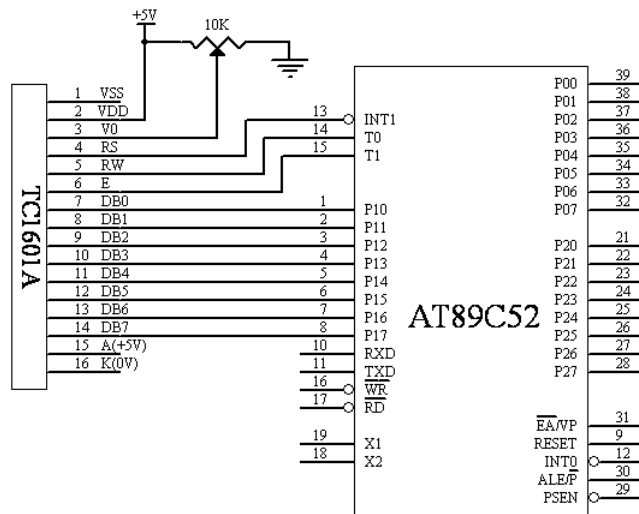 +5V
10K
TC1601A
1 VSS
2 VDD
3 V0
4 RS
5 RW
6 E
7 DB0
8 DB1
9 DB2
10 DB3
11 DB4
12 DB5
13 DB6
14 DB7
15 A(+5V)
16 K(0V)
13 INT1
14 T0
15 T1
1 P10
2 P11
3 P12
4 P13
5 P14
6 P15
7 P16
8 P17
10 RXD
11 TXD
16 WR
17 RD
19 X1
18 X2
AT89C52
P00 39
P01 38
P02 37
P03 36
P04 35
P05 34
P06 33
P07 32
P20 21
P21 22
P22 23
P23 24
P24 25
P25 26
P26 27
P27 28
EA/VP 31
RESET 9
INT0 12
ALE/P 30
PSEN 29